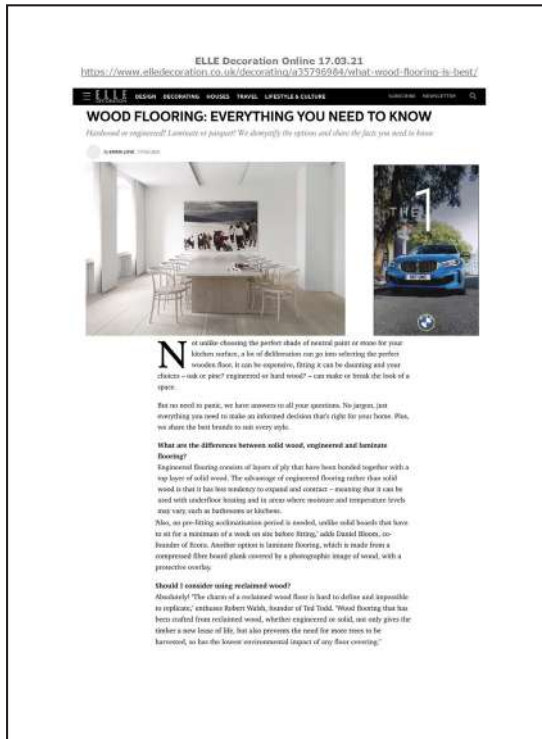 ELLE Decoration Online 17.03.21
https://www.elledecoration.co.uk/decorating/a35796984/what-wood-flooring-is-best/
ELLE DECORATION DESIGN DECORATING HOUSES TRAVEL LIFESTYLE & CULTURE SUBSCRIBE NEWSLETTER
WOOD FLOORING: EVERYTHING YOU NEED TO KNOW
Hardwood or engineered? Laminate or parquet? We demystify the options and share the facts you need to know
THE 1
Not unlike choosing the perfect shade of neutral paint or stone for your
kitchen surface, a lot of deliberation can go into selecting the perfect
wooden floor. It can be expensive, fitting it can be daunting and your
choices – oak or pine? engineered or hard wood? – can make or break the look of a
space.
But no need to panic, we have answers to all your questions. No jargon, just
everything you need to make an informed decision that's right for your home. Plus,
we share the best brands to suit every style.
What are the differences between solid wood, engineered and laminate
flooring?
Engineered flooring consists of layers of ply that have been bonded together with a
top layer of solid wood. The advantage of engineered flooring rather than solid
wood is that it has less tendency to expand and contract – meaning that it can be
used with underfloor heating and in areas where moisture and temperature levels
may vary, such as bathrooms or kitchens.
'Also, no pre-fitting acclimatisation period is needed, unlike solid boards that have
to sit for a minimum of a week on site before fitting,' adds Daniel Bloom, co-
founder of Ecora. Another option is laminate flooring, which is made from a
compressed fibre board plank covered by a photographic image of wood, with a
protective overlay.
Should I consider using reclaimed wood?
Absolutely! 'The charm of a reclaimed wood floor is hard to define and impossible
to replicate,' enthuses Robert Walsh, founder of Ted Todd. 'Wood flooring that has
been crafted from reclaimed wood, whether engineered or solid, not only gives the
timber a new lease of life, but also prevents the need for more trees to be
harvested, so has the lowest environmental impact of any floor covering.'